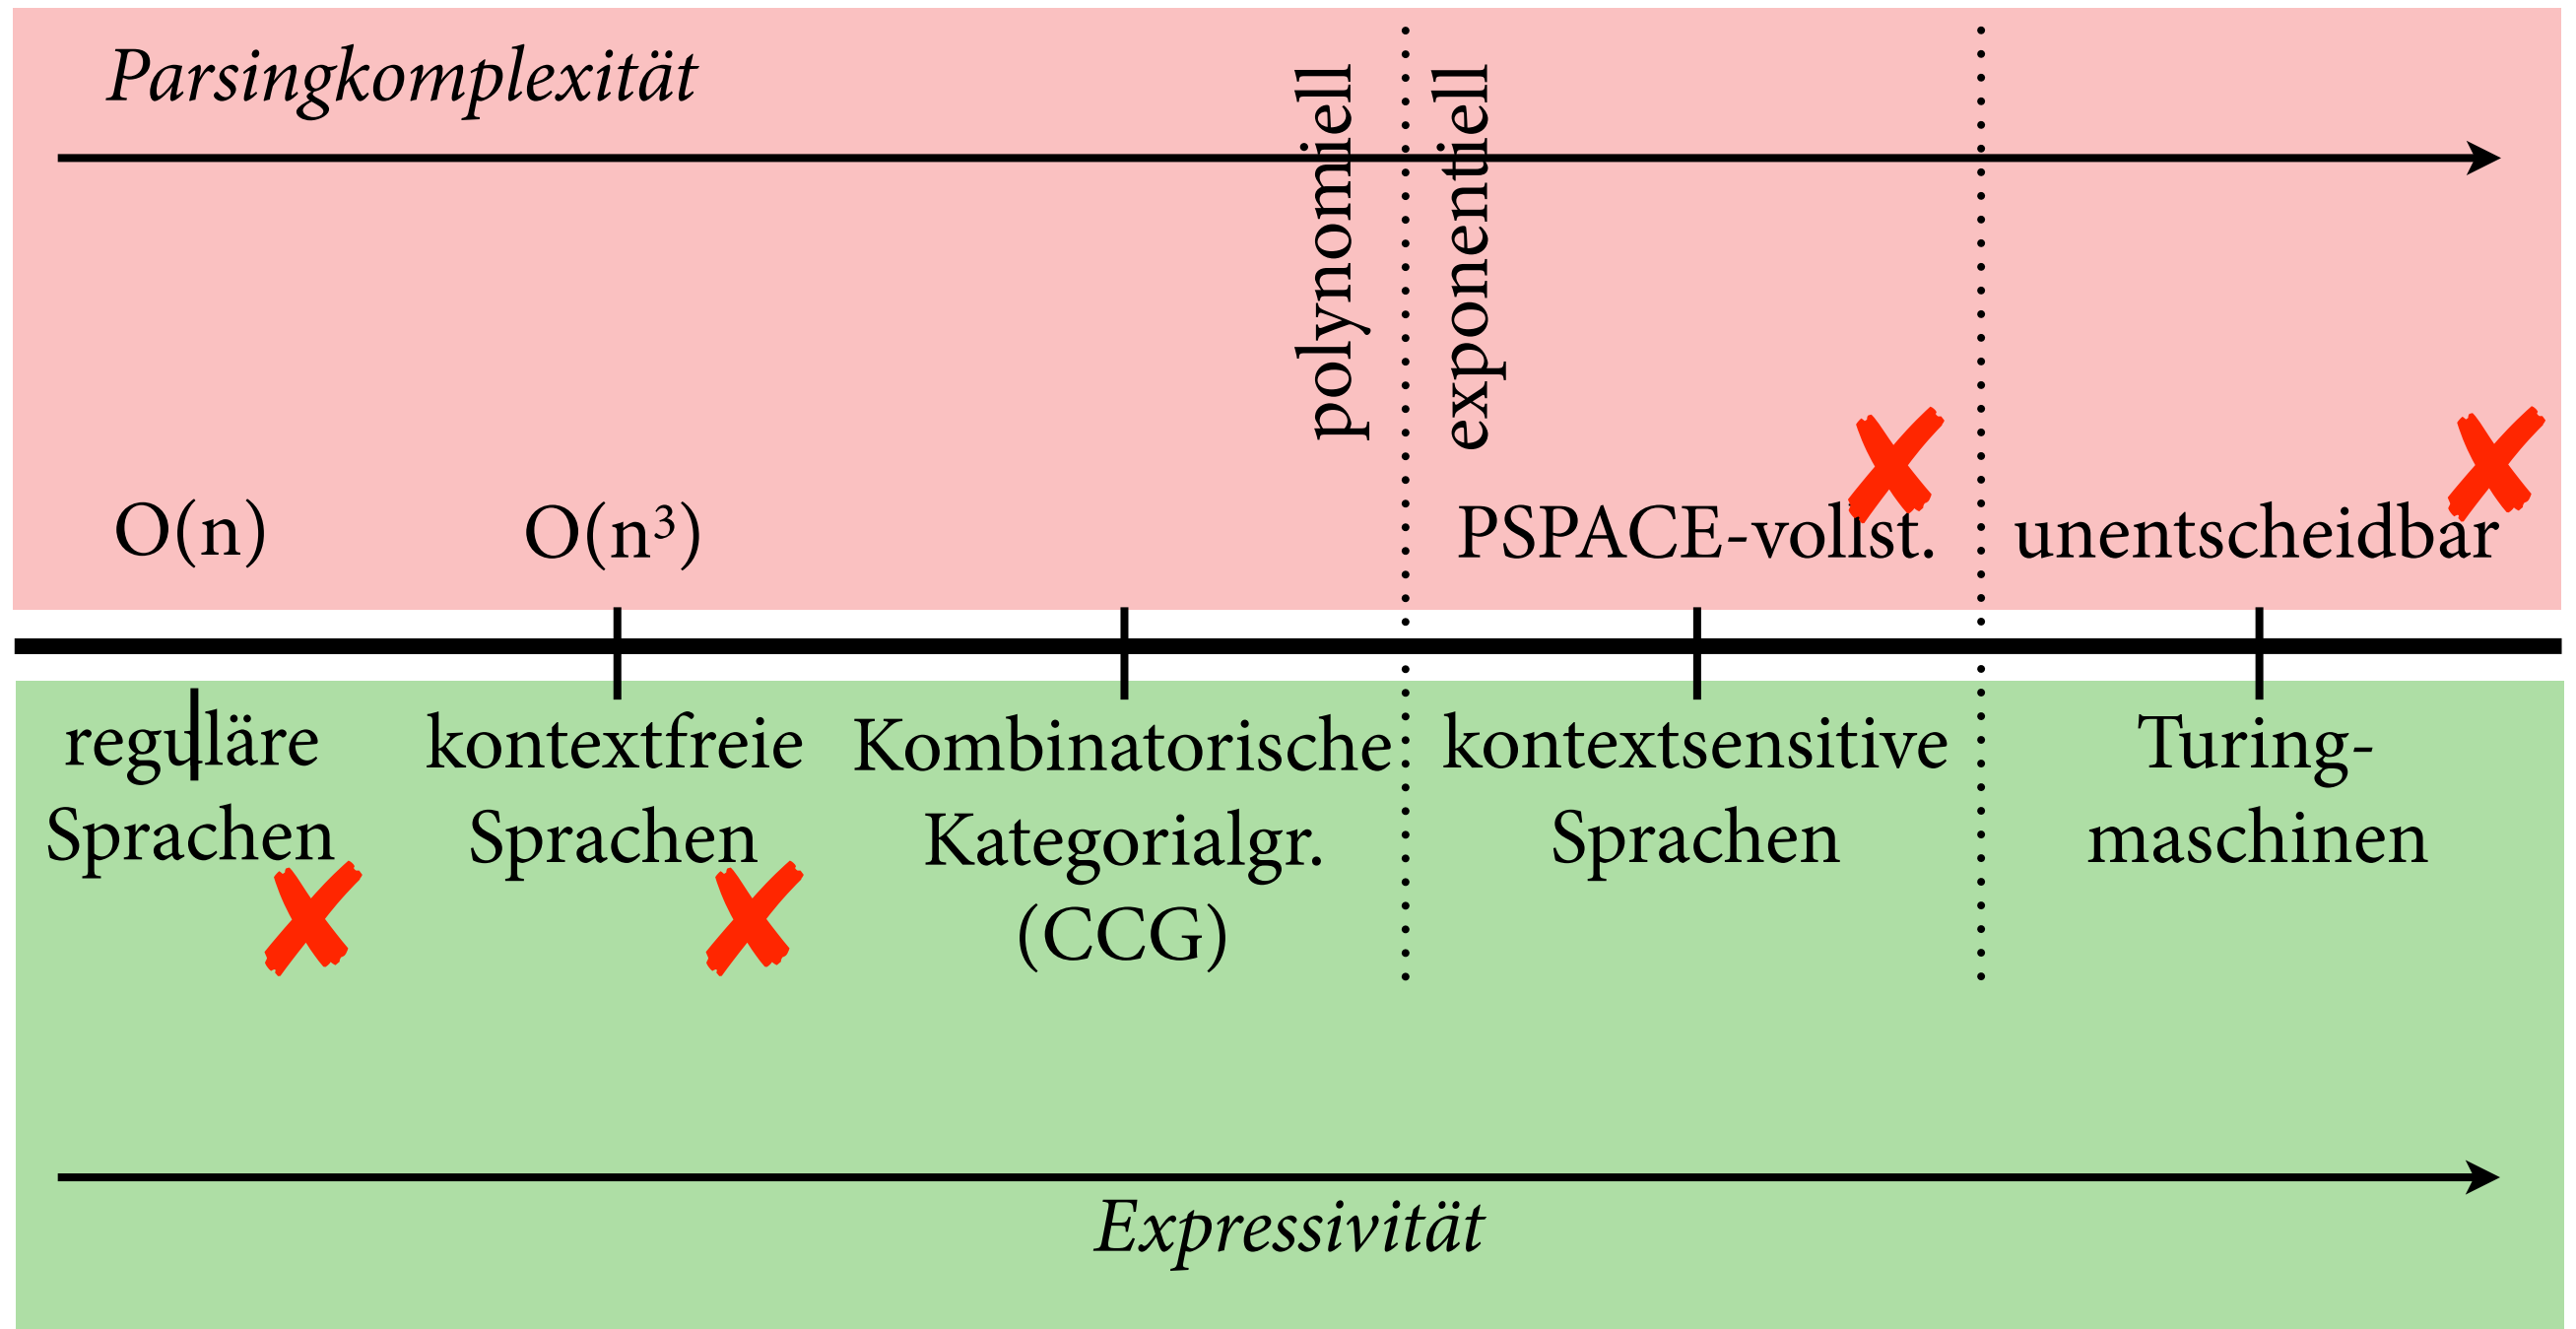 Parsingkomplexität
polynomiell
exponentiell
O(n)
O(n³)
PSPACE-vollst.
unentscheidbar
reguläre
Sprachen
kontextfreie
Sprachen
Kombinatorische
Kategorialgr.
(CCG)
kontextsensitive
Sprachen
Turing-
maschinen
Expressivität